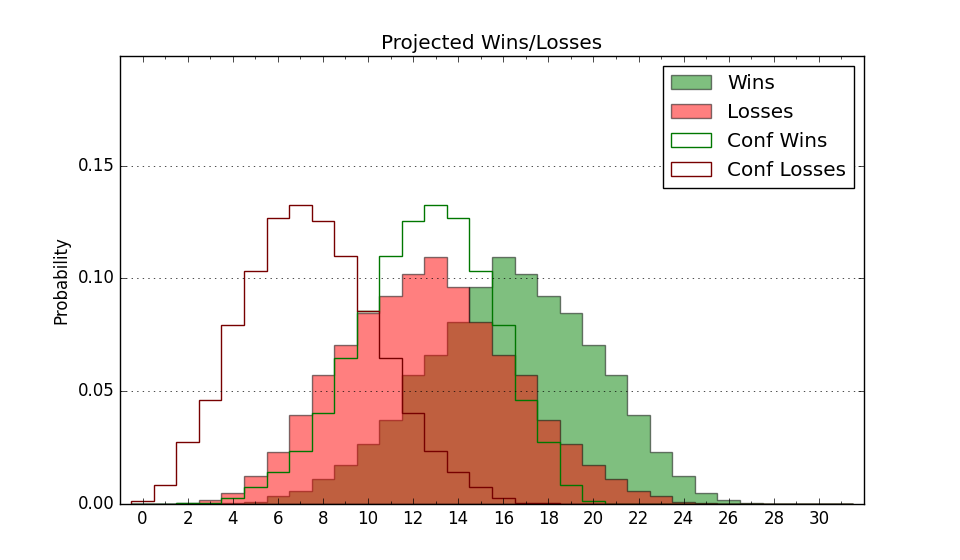 Projected Wins/Losses
Wins
Losses
Conf Wins
Conf Losses
0.15
0.10
0.05
0.00
Probability
0 2 4 6 8 10 12 14 16 18 20 22 24 26 28 30